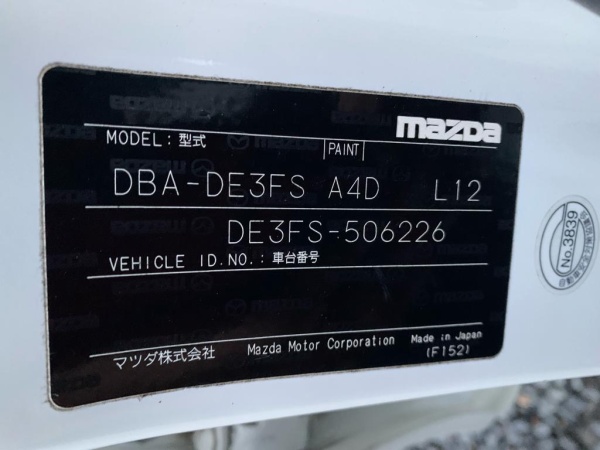 mazda
MODEL: 型式 PAINT
DBA-DE3FS A4D L12
DE3FS-506226
VEHICLE ID.NO.: 車台番号
マツダ株式会社 Mazda Motor Corporation Made in Japan
(F152)
No.3839